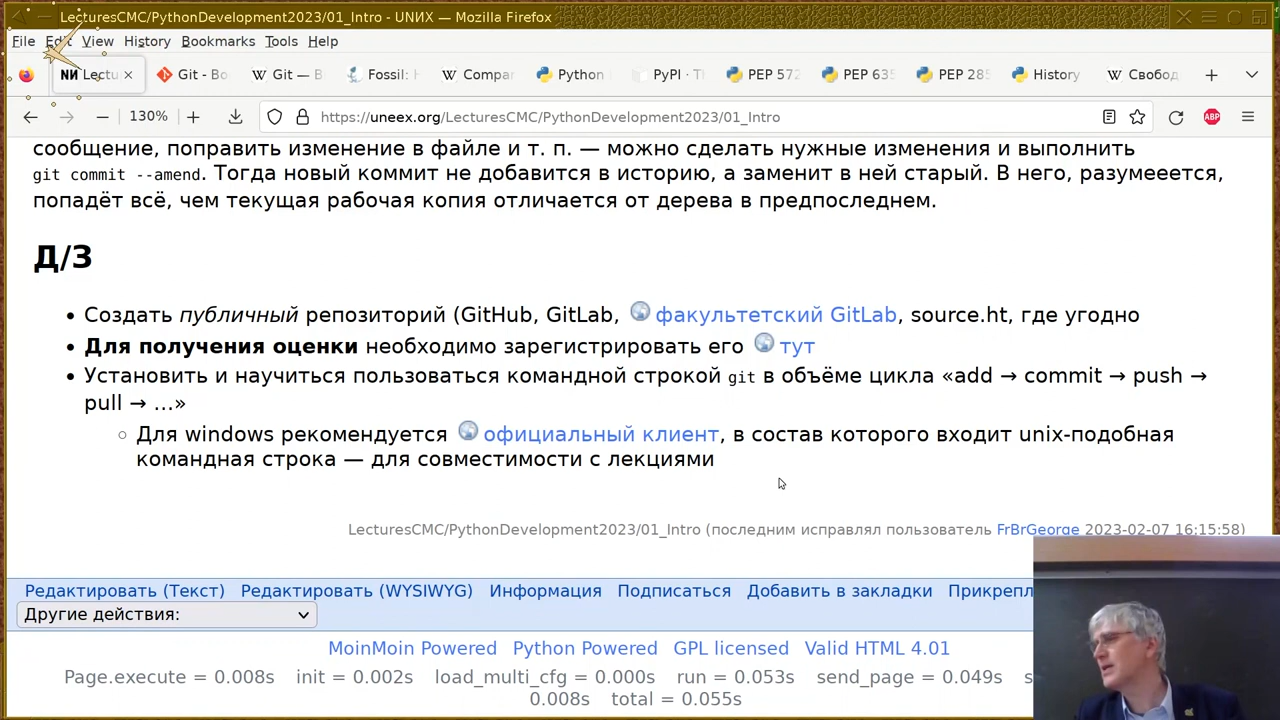 LecturesCMC/PythonDevelopment2023/01_Intro - UNИX — Mozilla Firefox
File Edit View History Bookmarks Tools Help
NИ Lectu Git - Bo Git — В Fossil: Compar Python PyPI · T PEP 572 PEP 635 PEP 285 History Свобод
130% https://uneex.org/LecturesCMC/PythonDevelopment2023/01_Intro ABP
сообщение, поправить изменение в файле и т. п. — можно сделать нужные изменения и выполнить
git commit --amend. Тогда новый коммит не добавится в историю, а заменит в ней старый. В него, разумееется,
попадёт всё, чем текущая рабочая копия отличается от дерева в предпоследнем.
Д/З
• Создать публичный репозиторий (GitHub, GitLab, факультетский GitLab, source.ht, где угодно
• Для получения оценки необходимо зарегистрировать его тут
• Установить и научиться пользоваться командной строкой git в объёме цикла «add → commit → push →
pull → …»
◦ Для windows рекомендуется официальный клиент, в состав которого входит unix-подобная
командная строка — для совместимости с лекциями
LecturesCMC/PythonDevelopment2023/01_Intro (последним исправлял пользователь FrBrGeorge 2023-02-07 16:15:58)
Редактировать (Текст) Редактировать (WYSIWYG) Информация Подписаться Добавить в закладки Прикрепл
Другие действия:
MoinMoin Powered Python Powered GPL licensed Valid HTML 4.01
Page.execute = 0.008s init = 0.002s load_multi_cfg = 0.000s run = 0.053s send_page = 0.049s s
0.008s total = 0.055s